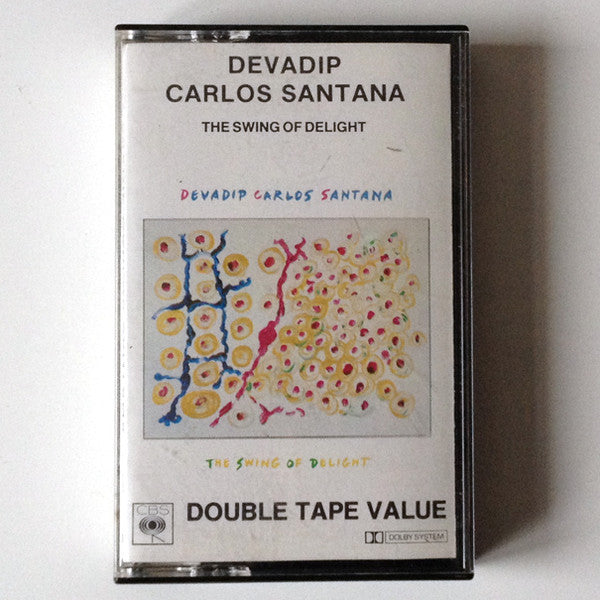 DEVADIP
CARLOS SANTANA
THE SWING OF DELIGHT
DEVADIP CARLOS SANTANA
THE SWING OF DELIGHT
CBS
DOUBLE TAPE VALUE
DOLBY SYSTEM